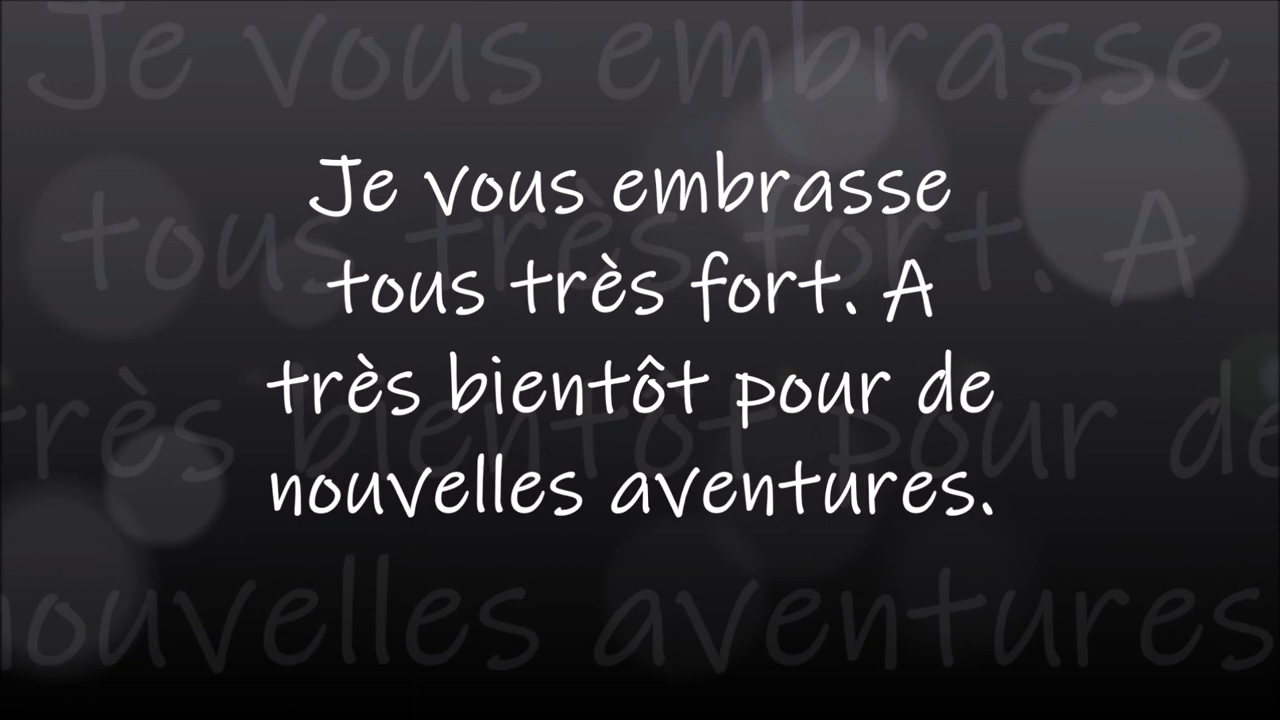 Je vous embrasse
tous très fort. A
très bientôt pour de
nouvelles aventures.